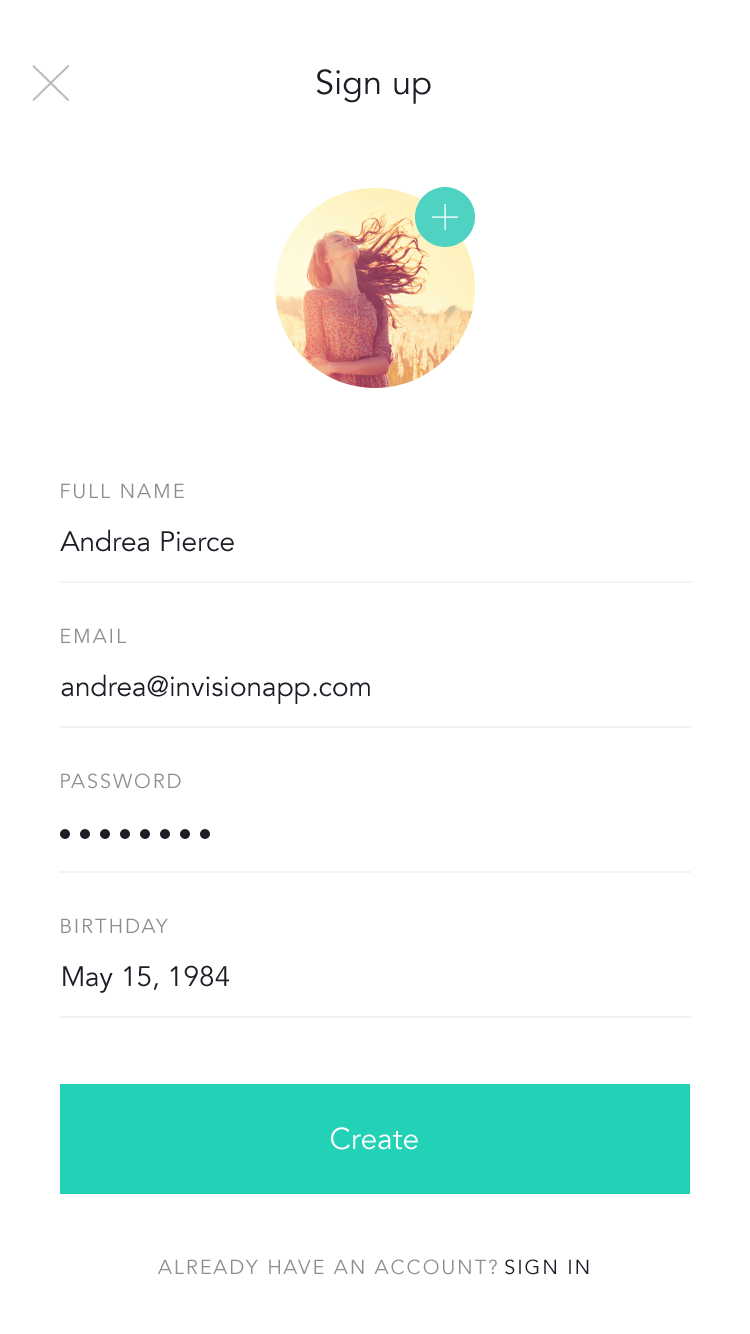 Sign up
FULL NAME
Andrea Pierce
EMAIL
andrea@invisionapp.com
PASSWORD
••••••••
BIRTHDAY
May 15, 1984
Create
ALREADY HAVE AN ACCOUNT? SIGN IN